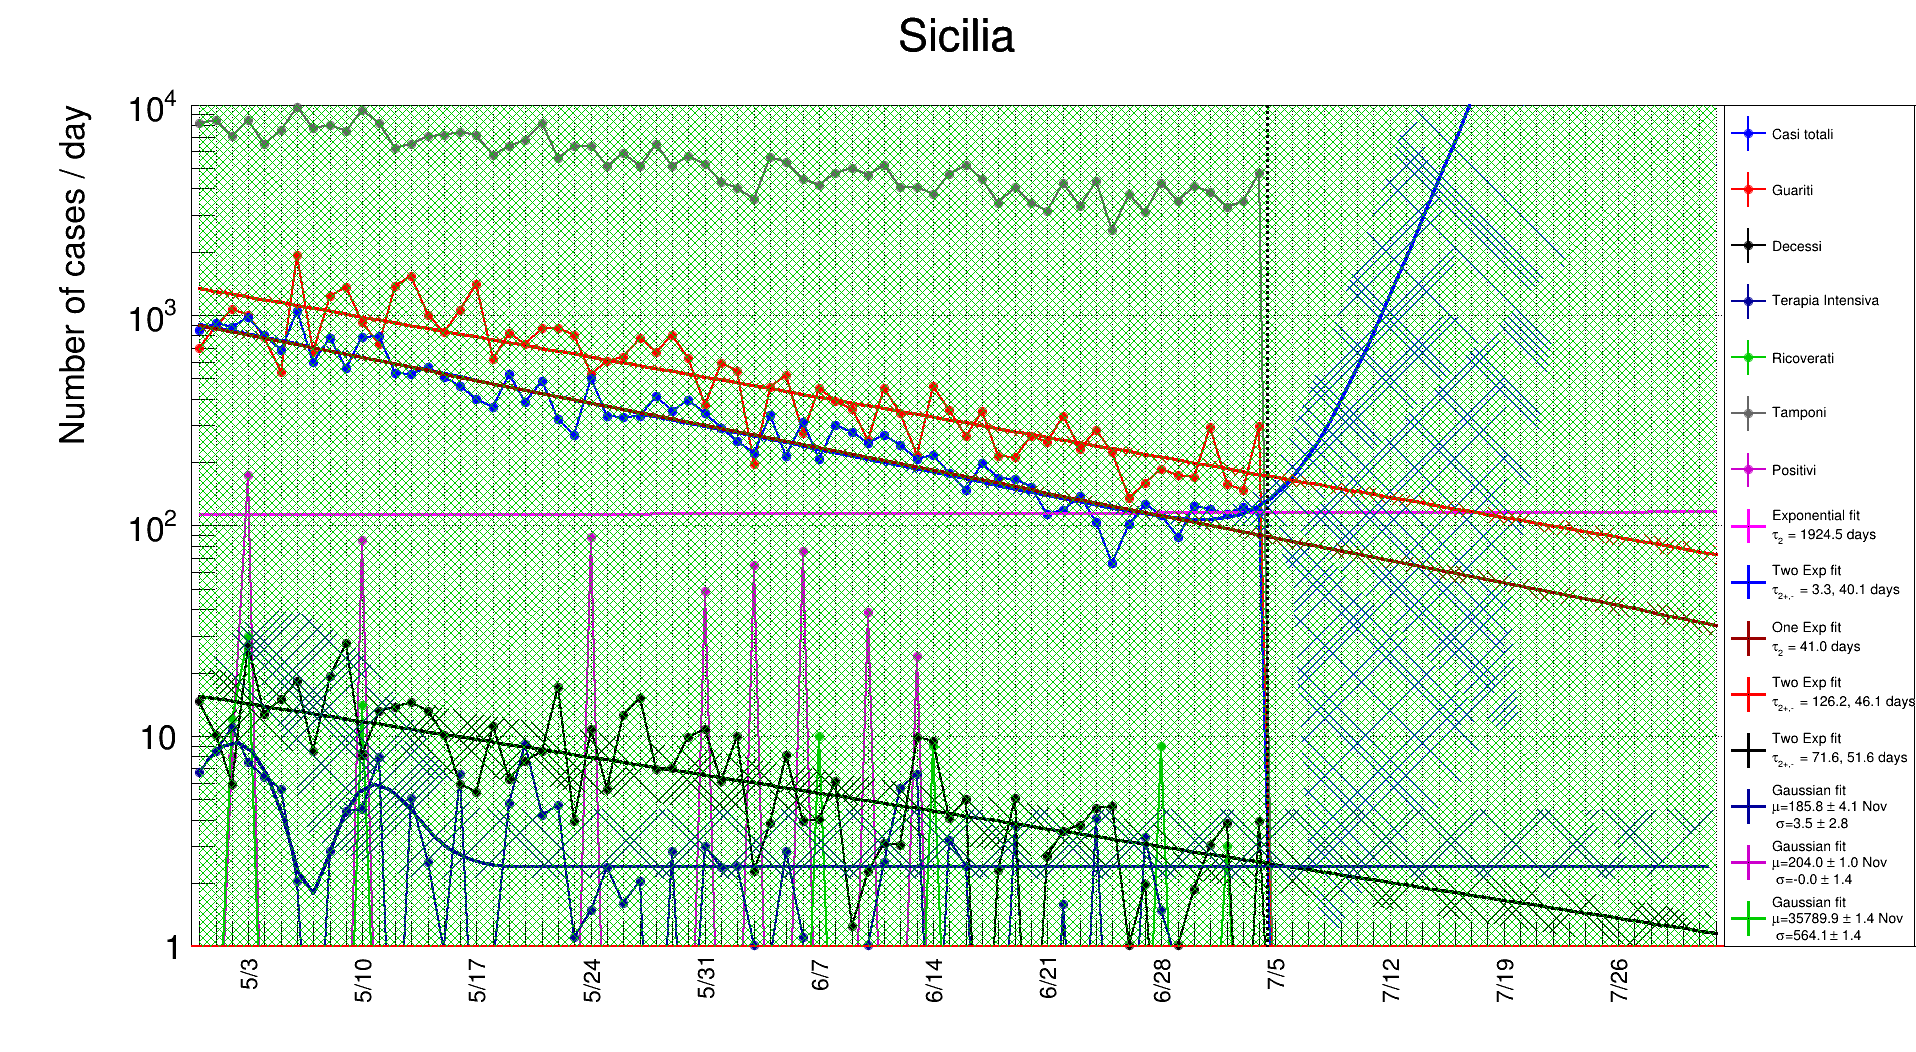 Sicilia
Number of cases / day
10⁴
10³
10²
10
1
5/3
5/10
5/17
5/24
5/31
6/7
6/14
6/21
6/28
7/5
7/12
7/19
7/26
Casi totali
Guariti
Decessi
Terapia Intensiva
Ricoverati
Tamponi
Positivi
Exponential fit
τ₂ = 1924.5 days
Two Exp fit
τ₂₊,₋ = 3.3, 40.1 days
One Exp fit
τ₂ = 41.0 days
Two Exp fit
τ₂₊,₋ = 126.2, 46.1 days
Two Exp fit
τ₂₊,₋ = 71.6, 51.6 days
Gaussian fit
μ=185.8 ± 4.1 Nov
σ=3.5 ± 2.8
Gaussian fit
μ=204.0 ± 1.0 Nov
σ=-0.0 ± 1.4
Gaussian fit
μ=35789.9 ± 1.4 Nov
σ=564.1 ± 1.4